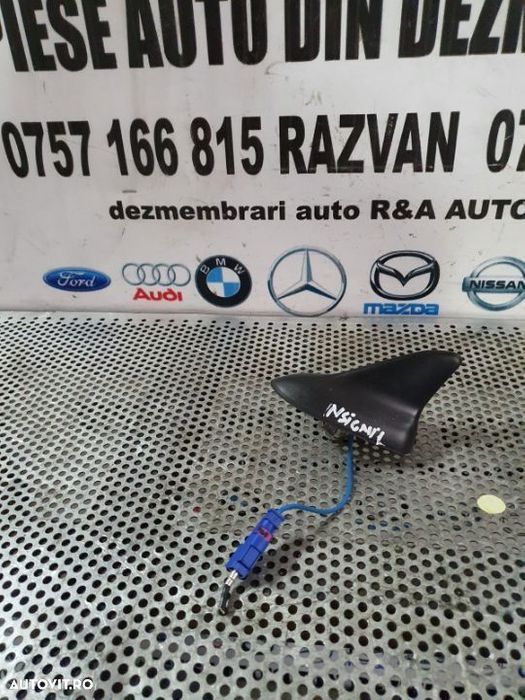 PIESE AUTO DIN DEZM
0757 166 815 RAZVAN 07
dezmembrari auto R&A AUTO
Ford
Audi
BMW
mazda
NISSAN
INSIGNIA
AUTOVIT.RO